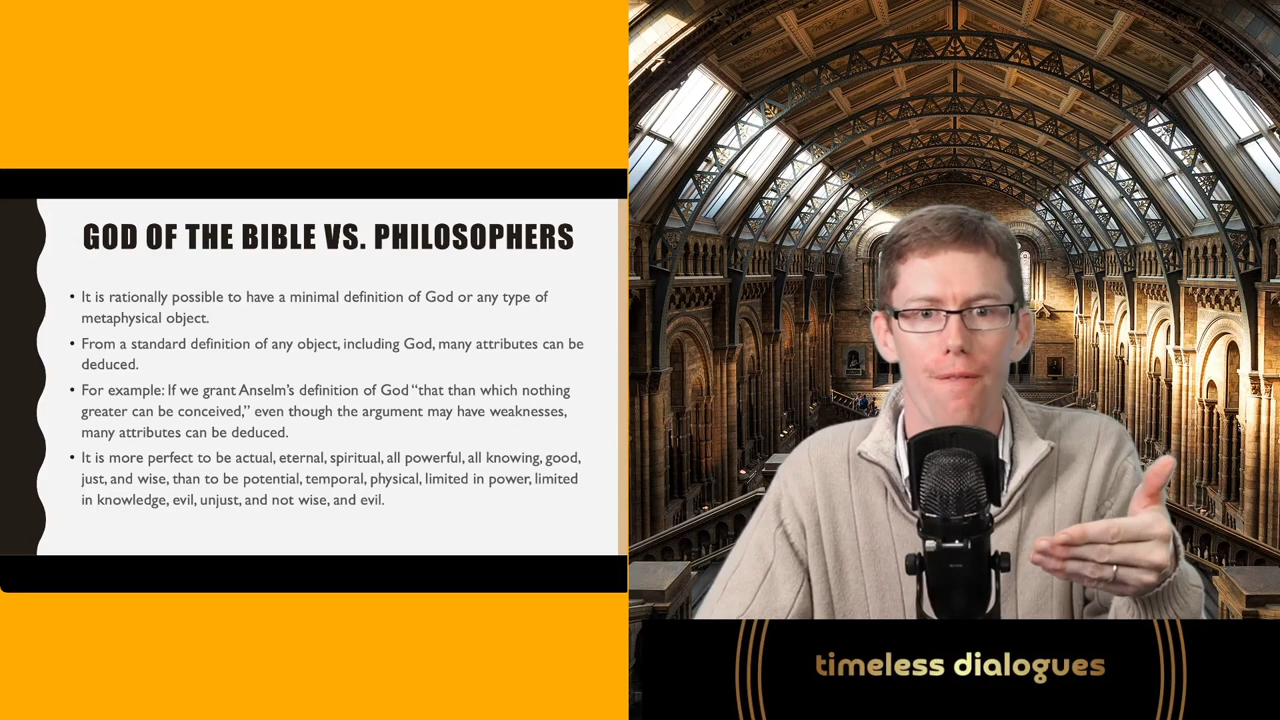 GOD OF THE BIBLE VS. PHILOSOPHERS
• It is rationally possible to have a minimal definition of God or any type of
metaphysical object.
• From a standard definition of any object, including God, many attributes can be
deduced.
• For example: If we grant Anselm's definition of God "that than which nothing
greater can be conceived," even though the argument may have weaknesses,
many attributes can be deduced.
• It is more perfect to be actual, eternal, spiritual, all powerful, all knowing, good,
just, and wise, than to be potential, temporal, physical, limited in power, limited
in knowledge, evil, unjust, and not wise, and evil.
timeless dialogues